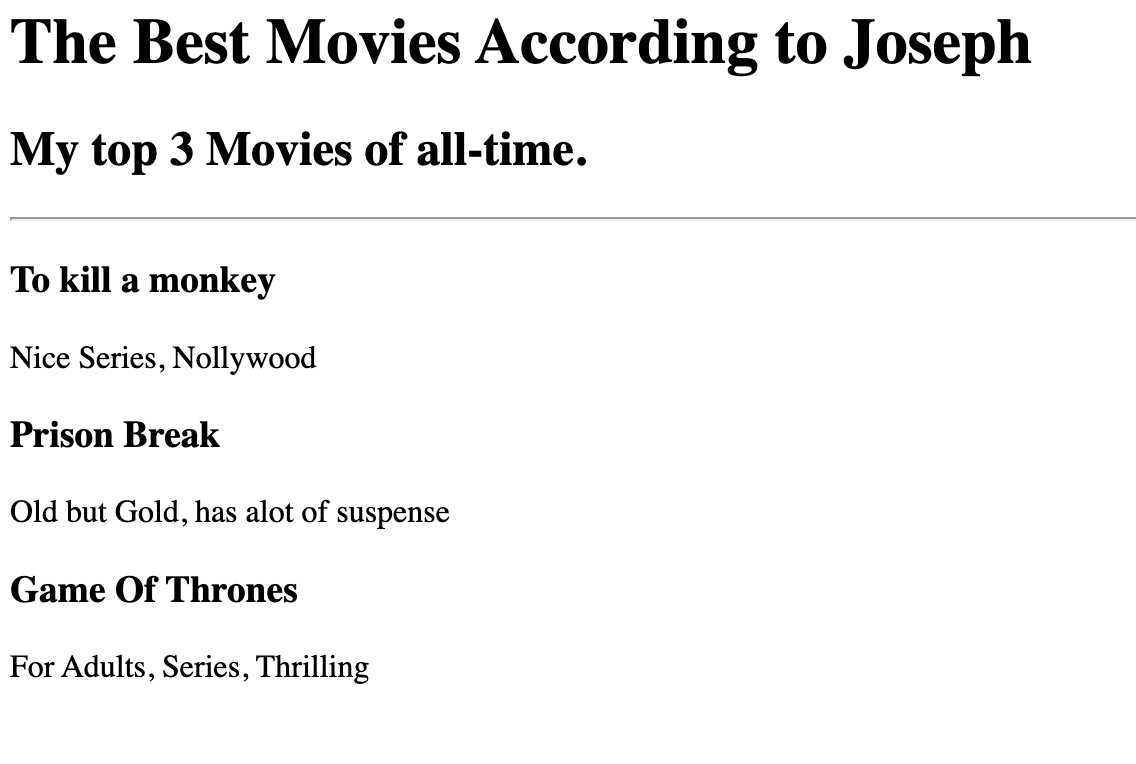 The Best Movies According to Joseph
My top 3 Movies of all-time.
To kill a monkey
Nice Series, Nollywood
Prison Break
Old but Gold, has alot of suspense
Game Of Thrones
For Adults, Series, Thrilling